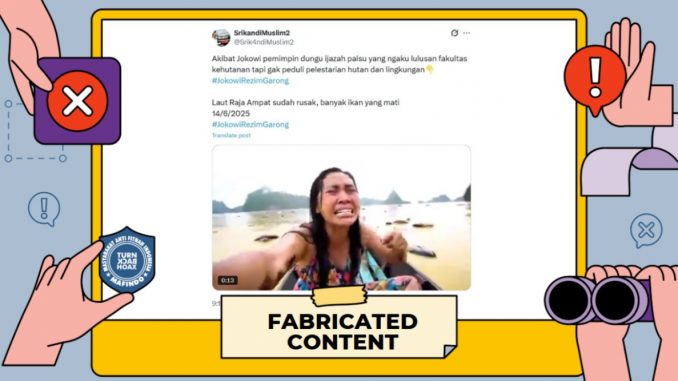 SrikandiMuslim2
@Srik4ndiMuslim2
Akibat Jokowi pemimpin dungu ijazah palsu yang ngaku lulusan fakultas
kehutanan tapi gak peduli pelestarian hutan dan lingkungan👇
#JokowiRezimGarong
Laut Raja Ampat sudah rusak, banyak ikan yang mati
14/6/2025
#JokowiRezimGarong
Translate post
0:13
FABRICATED
CONTENT
MASYARAKAT ANTI FITNAH INDONESIA
TURN
BACK
HOAX
MAFINDO